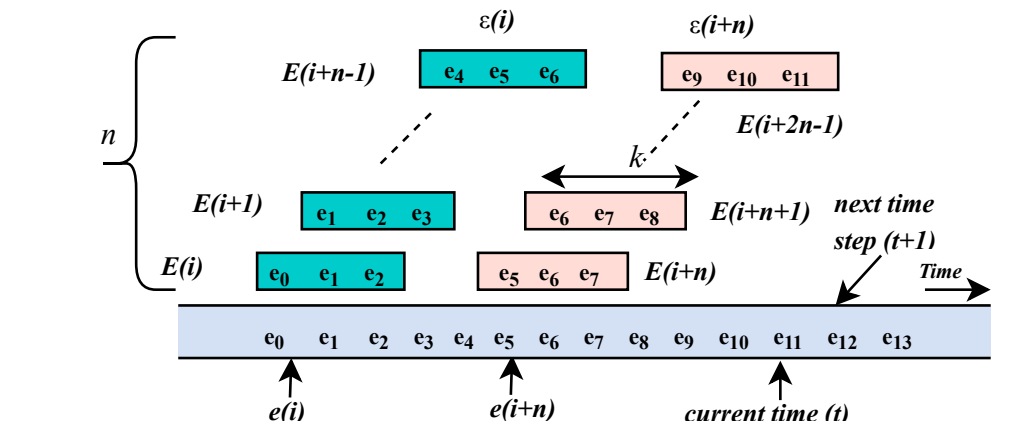 ε(i) ε(i+n)
E(i+n-1) e4 e5 e6 e9 e10 e11
n E(i+2n-1)
k
E(i+1) e1 e2 e3 e6 e7 e8 E(i+n+1) next time
step (t+1)
E(i) e0 e1 e2 e5 e6 e7 E(i+n) Time
e0 e1 e2 e3 e4 e5 e6 e7 e8 e9 e10 e11 e12 e13
e(i) e(i+n) current time (t)